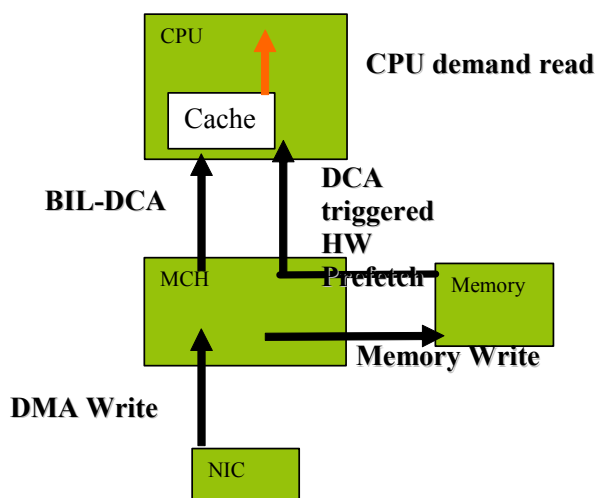 CPU
CPU demand read
Cache
BIL-DCA
DCA
triggered
HW
Prefetch
MCH
Memory
Memory Write
DMA Write
NIC